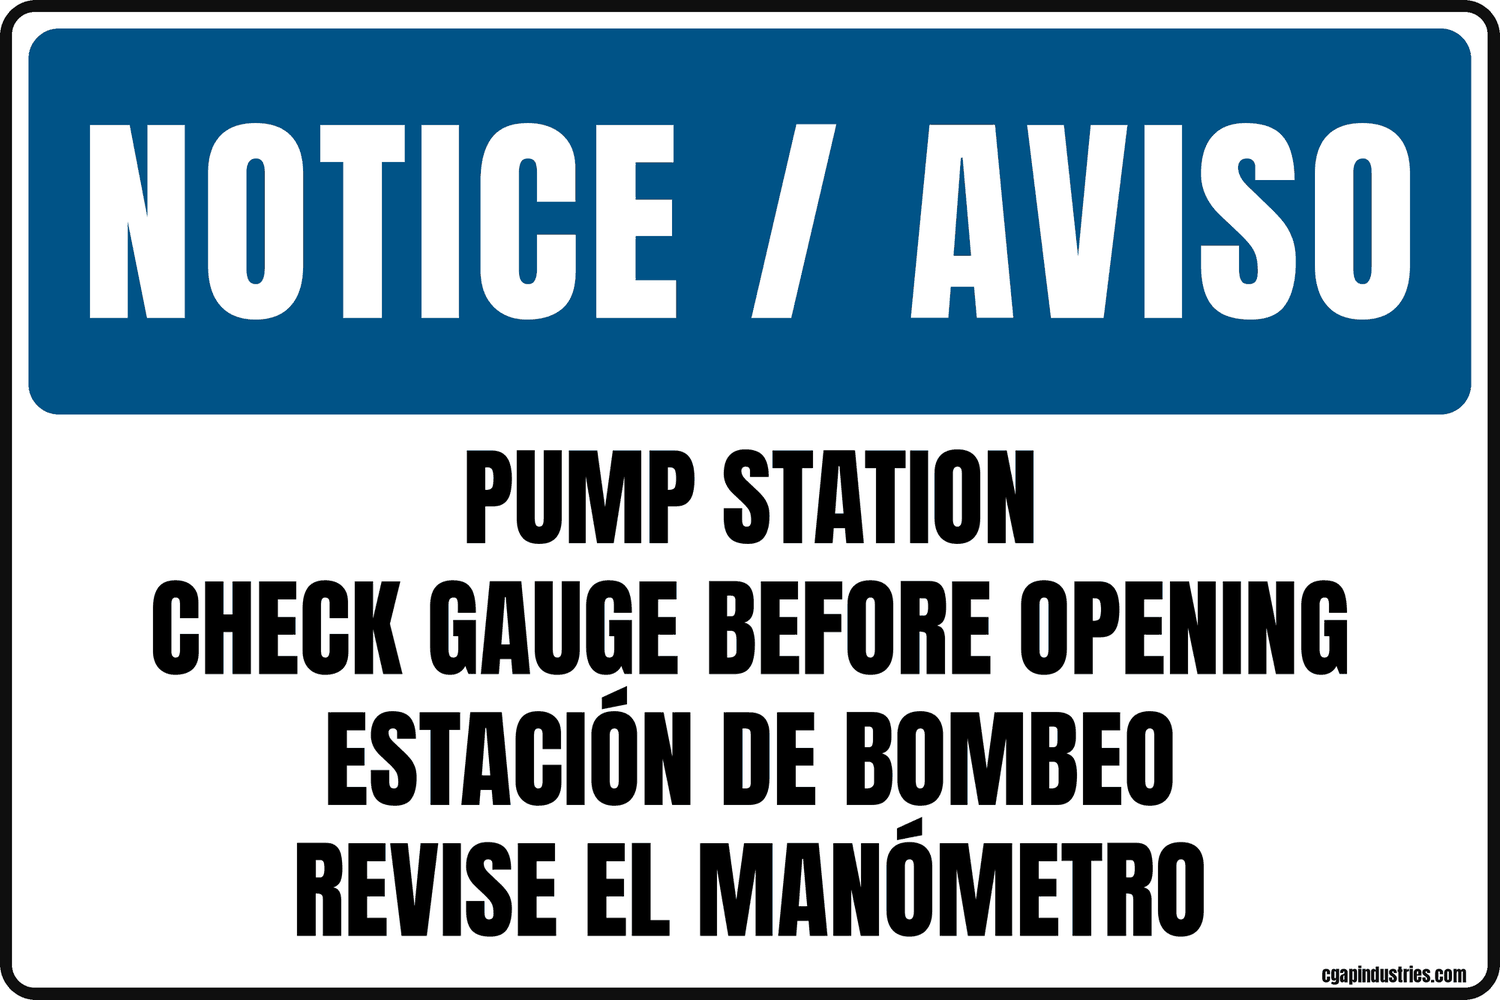 NOTICE / AVISO
PUMP STATION
CHECK GAUGE BEFORE OPENING
ESTACIÓN DE BOMBEO
REVISE EL MANÓMETRO
cgapindustries.com